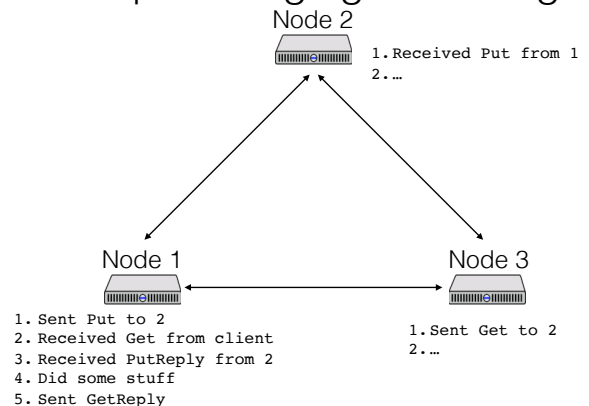 Node 2
1.Received Put from 1
2.…
Node 1
Node 3
1. Sent Put to 2
2. Received Get from client
3. Received PutReply from 2
4. Did some stuff
5. Sent GetReply
1.Sent Get to 2
2.…